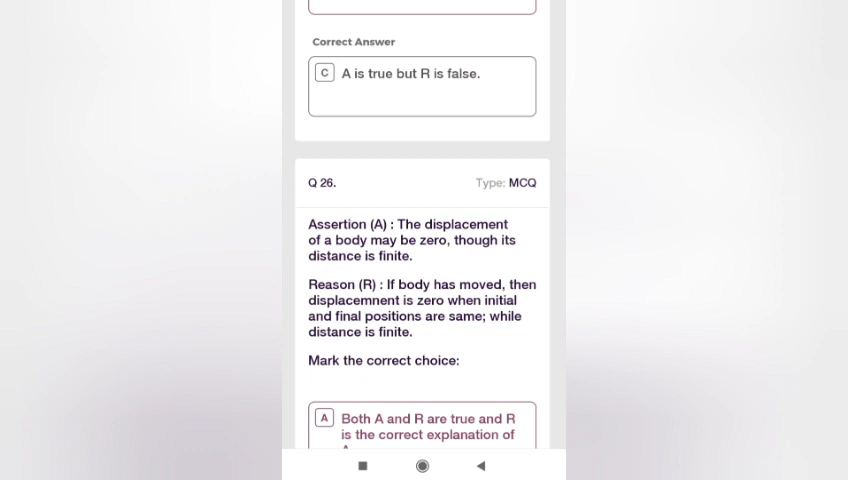 Correct Answer
C A is true but R is false.
Q 26. Type: MCQ
Assertion (A) : The displacement
of a body may be zero, though its
distance is finite.
Reason (R) : If body has moved, then
displacemnent is zero when initial
and final positions are same; while
distance is finite.
Mark the correct choice:
A Both A and R are true and R
is the correct explanation of